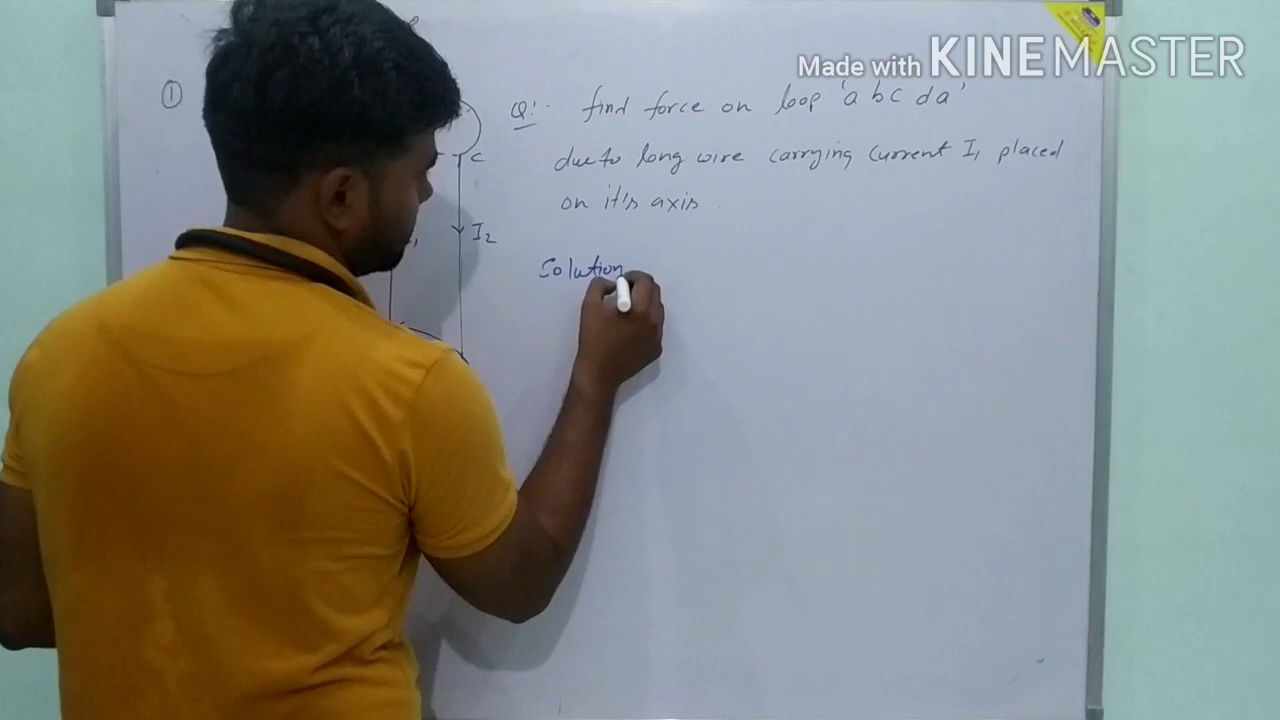 Made with KINEMASTER
①
Q:- find force on loop 'a b c d a'
due to long wire carrying current I₁ placed
on it's axis
c
I₂
Solution